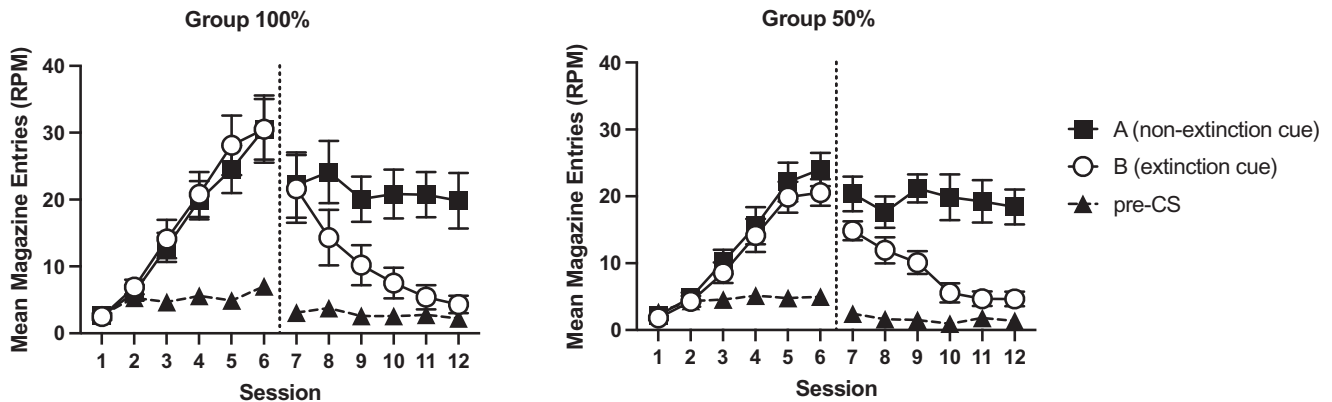 Group 100%
Mean Magazine Entries (RPM)
40
30
20
10
0
1 2 3 4 5 6 7 8 9 10 11 12
Session
Group 50%
Mean Magazine Entries (RPM)
40
30
20
10
0
1 2 3 4 5 6 7 8 9 10 11 12
Session
A (non-extinction cue)
B (extinction cue)
pre-CS